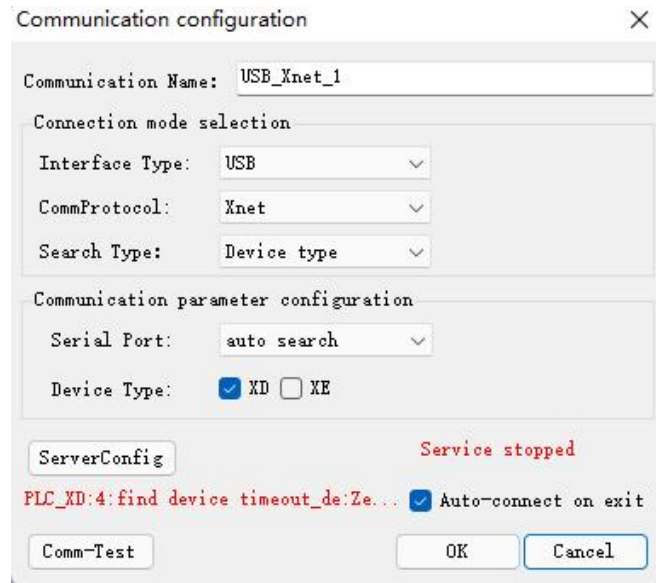 Communication configuration
Communication Name: USB_Xnet_1
Connection mode selection
Interface Type: USB
CommProtocol: Xnet
Search Type: Device type
Communication parameter configuration
Serial Port: auto search
Device Type: XD XE
ServerConfig Service stopped
PLC_XD:4:find device timeout_de:Ze... Auto-connect on exit
Comm-Test OK Cancel